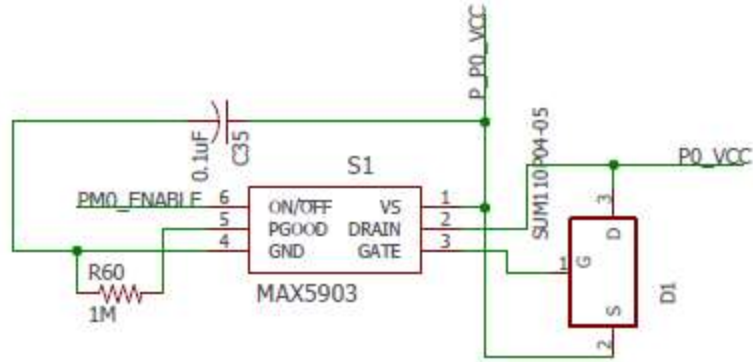 P_P0_VCC
0.1uF
C35
S1
SUM110P04-05
P0_VCC
PM0_ENABLE
6
ON/OFF
VS
1
5
PGOOD
DRAIN
2
4
GND
GATE
3
MAX5903
R60
1M
3
D
1
G
S
2
D1